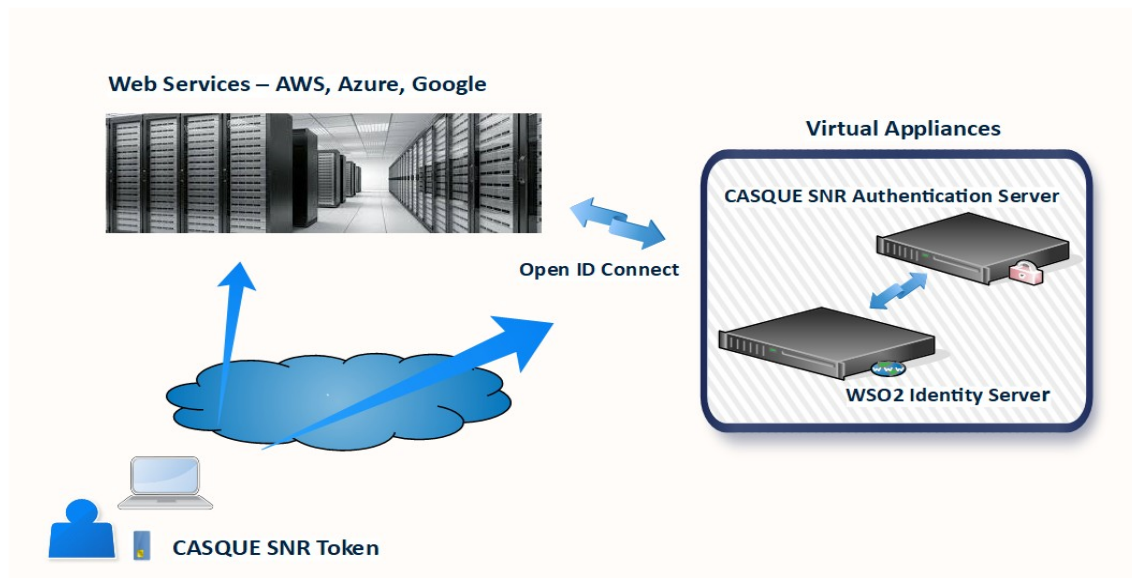 Web Services – AWS, Azure, Google
Virtual Appliances
CASQUE SNR Authentication Server
Open ID Connect
WSO2 Identity Server
CASQUE SNR Token